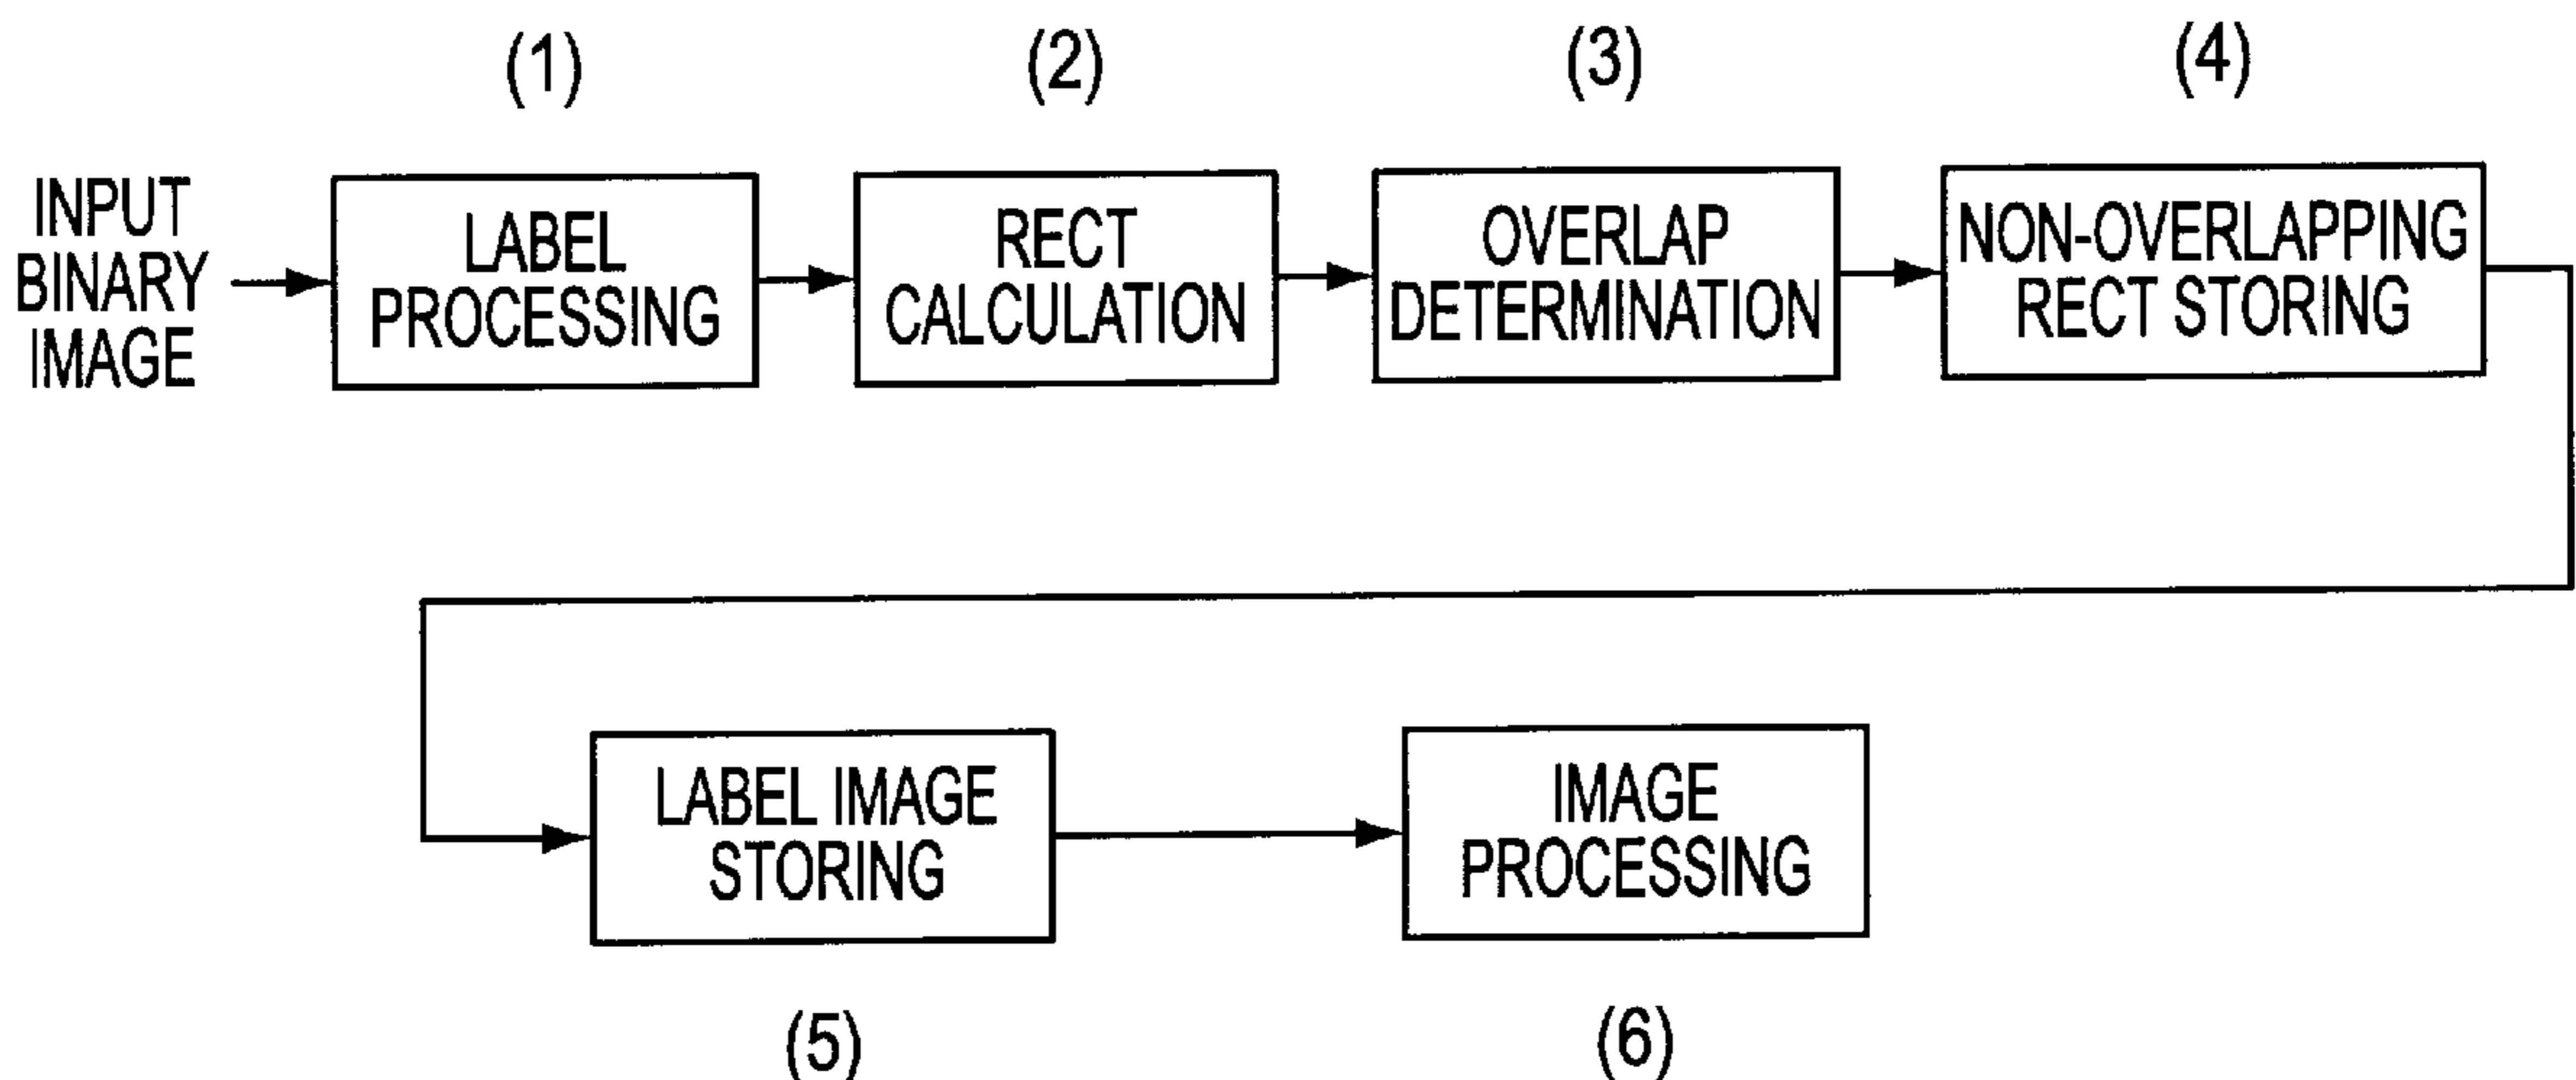 (1)
(2)
(3)
(4)
INPUT
BINARY
IMAGE
LABEL
PROCESSING
RECT
CALCULATION
OVERLAP
DETERMINATION
NON-OVERLAPPING
RECT STORING
LABEL IMAGE
STORING
IMAGE
PROCESSING
(5)
(6)